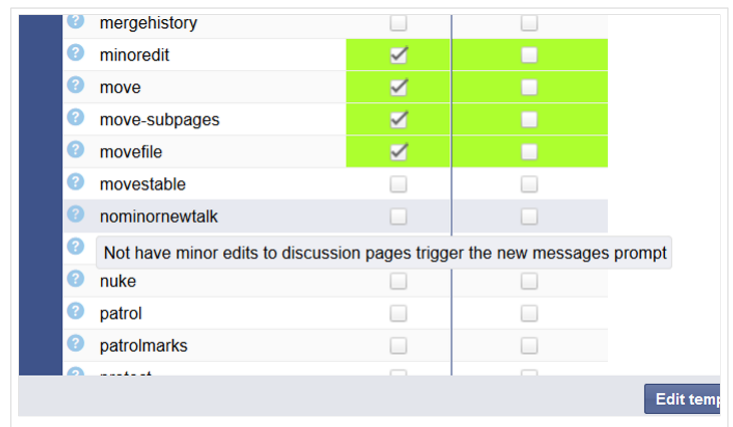 mergehistory
minoredit
move
move-subpages
movefile
movestable
nominornewtalk
Not have minor edits to discussion pages trigger the new messages prompt
nuke
patrol
patrolmarks
Edit